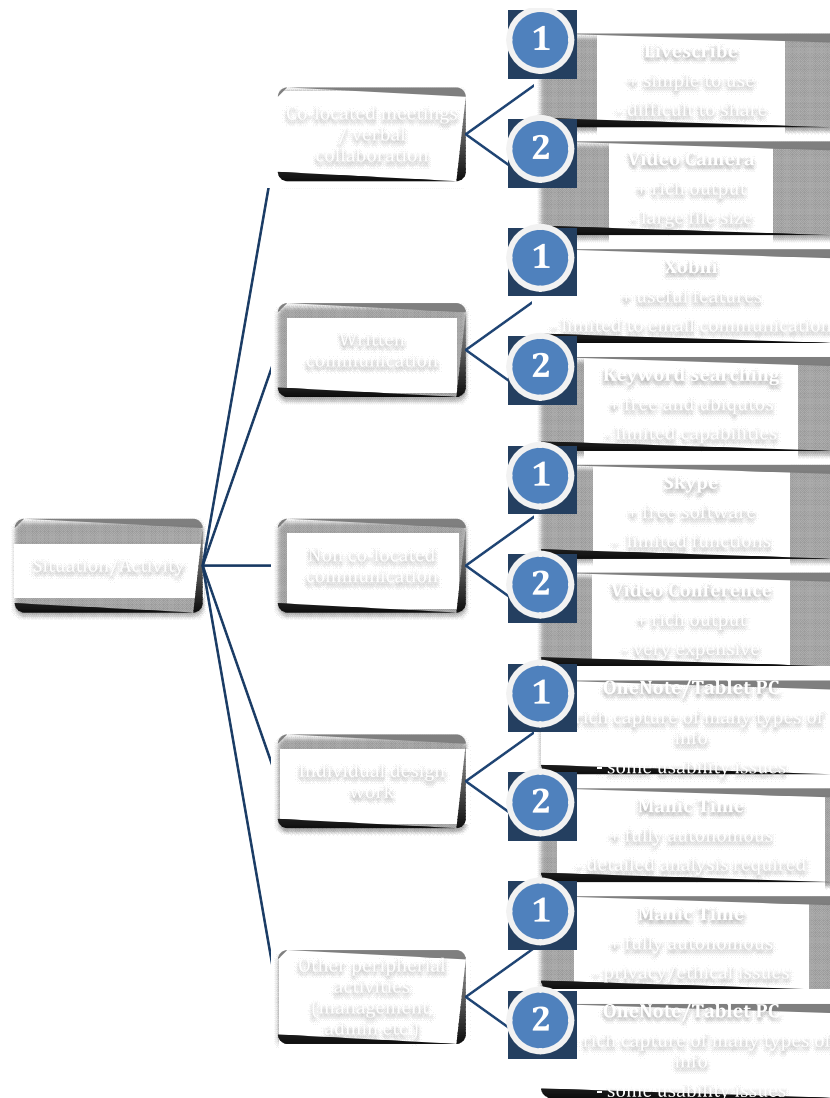 Situation/Activity
Co-located meetings
/ verbal
collaboration
1
Livescribe
+ simple to use
- difficult to share
2
Video Camera
+ rich output
- large file size
Written
communication
1
Xobni
+ useful features
- limited to email communication
2
Keyword searching
+ free and ubiqutos
- limited capabilities
Non co-located
communication
1
Skype
+ free software
- limited functions
2
Video Conference
+ rich output
- very expensive
Individual design
work
1
OneNote/Tablet PC
rich capture of many types of
info
- some usability issues
2
Manic Time
+ fully autonomous
- detailed analysis required
Other peripherial
activities
(management,
admin etc.)
1
Manic Time
+ fully autonomous
- privacy/ethical issues
2
OneNote/Tablet PC
rich capture of many types of
info
- some usability issues